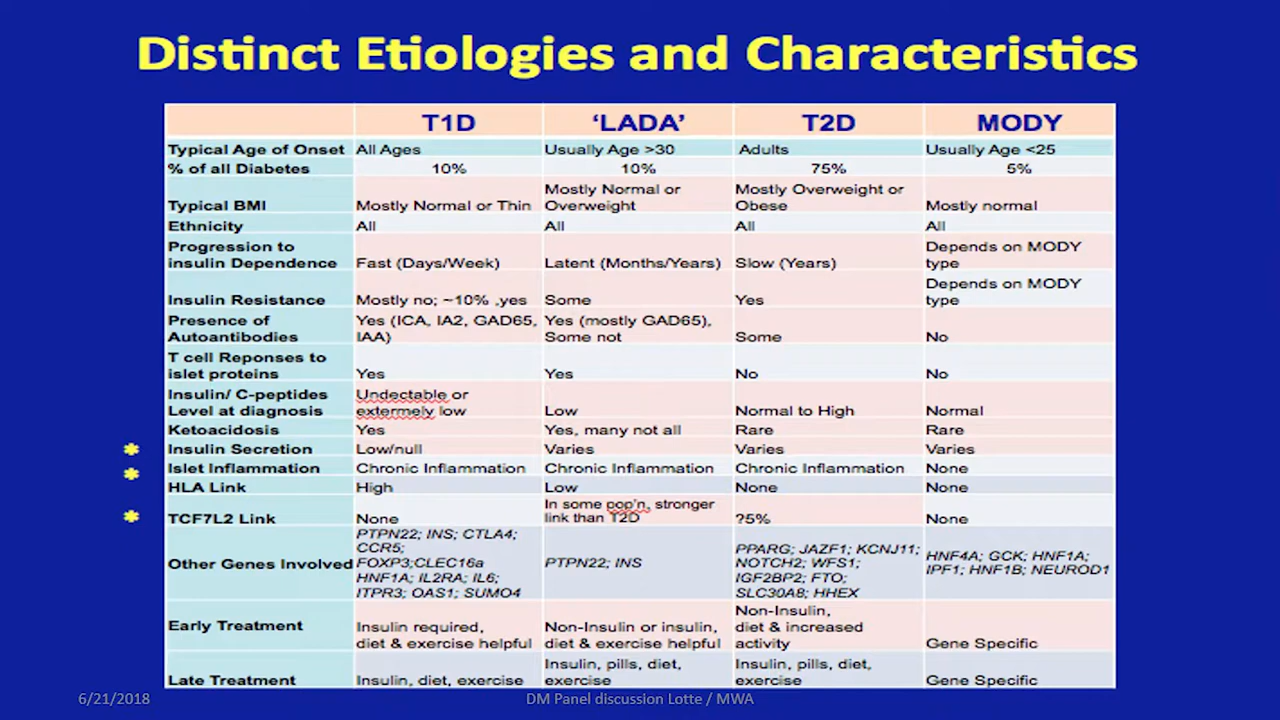 Distinct Etiologies and Characteristics
T1D ‘LADA’ T2D MODY
Typical Age of Onset All Ages Usually Age >30 Adults Usually Age <25
% of all Diabetes 10% 10% 75% 5%
Typical BMI Mostly Normal or Thin Mostly Normal or Overweight Mostly Overweight or Obese Mostly normal
Ethnicity All All All All
Progression to insulin Dependence Fast (Days/Week) Latent (Months/Years) Slow (Years) Depends on MODY type
Insulin Resistance Mostly no; ~10% ,yes Some Yes Depends on MODY type
Presence of Autoantibodies Yes (ICA, IA2, GAD65, IAA) Yes (mostly GAD65), Some not Some No
T cell Reponses to islet proteins Yes Yes No No
Insulin/ C-peptides Level at diagnosis Undectable or extermely low Low Normal to High Normal
Ketoacidosis Yes Yes, many not all Rare Rare
* Insulin Secretion Low/null Varies Varies Varies
* Islet Inflammation Chronic Inflammation Chronic Inflammation Chronic Inflammation None
HLA Link High Low None None
* TCF7L2 Link None In some pop’n, stronger link than T2D ?5% None
Other Genes Involved PTPN22; INS; CTLA4; CCR5; FOXP3;CLEC16a HNF1A; IL2RA; IL6; ITPR3; OAS1; SUMO4 PTPN22; INS PPARG; JAZF1; KCNJ11; NOTCH2; WFS1; IGF2BP2; FTO; SLC30A8; HHEX HNF4A; GCK; HNF1A; IPF1; HNF1B; NEUROD1
Early Treatment Insulin required, diet & exercise helpful Non-Insulin or insulin, diet & exercise helpful Non-Insulin, diet & increased activity Gene Specific
Late Treatment Insulin, diet, exercise Insulin, pills, diet, exercise Insulin, pills, diet, exercise Gene Specific
6/21/2018 DM Panel discussion Lotte / MWA